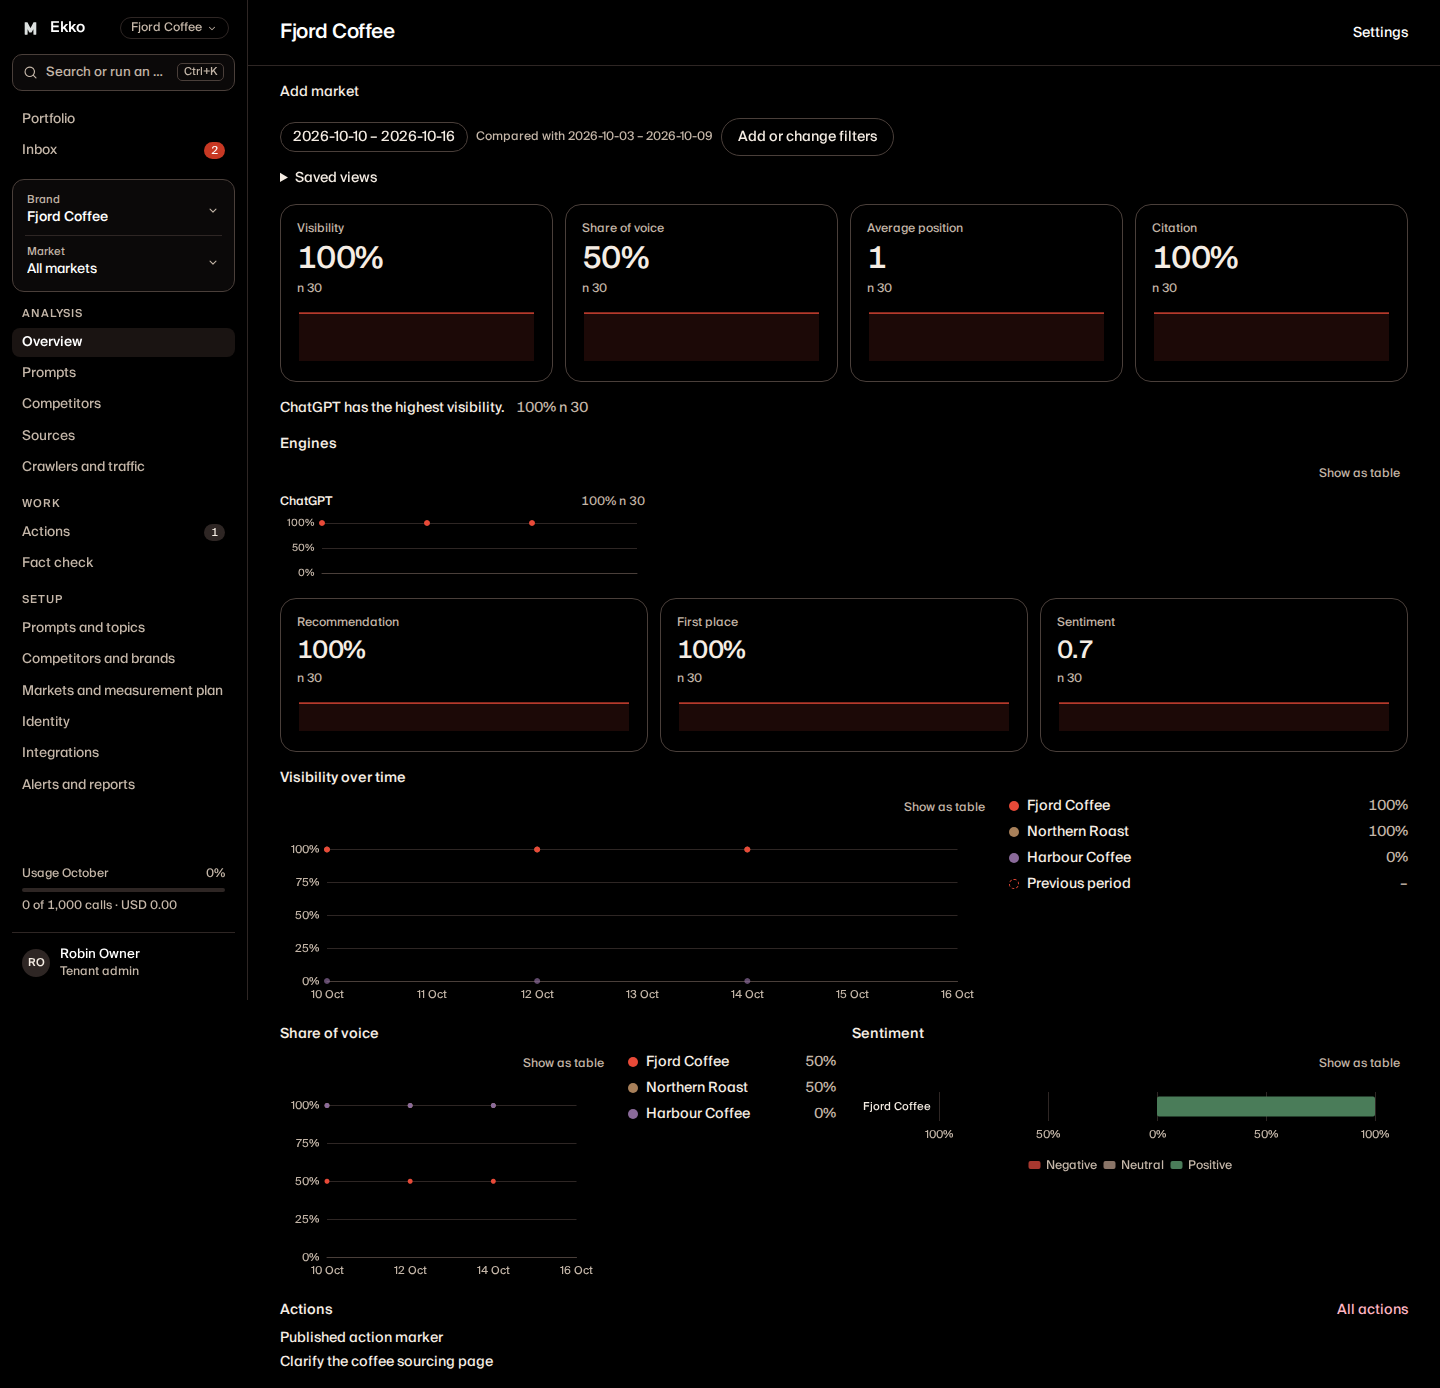 Ekko
Fjord Coffee
Search or run an ...
Ctrl+K
Portfolio
Inbox
2
Brand
Fjord Coffee
Market
All markets
ANALYSIS
Overview
Prompts
Competitors
Sources
Crawlers and traffic
WORK
Actions
1
Fact check
SETUP
Prompts and topics
Competitors and brands
Markets and measurement plan
Identity
Integrations
Alerts and reports
Usage October
0%
0 of 1,000 calls · USD 0.00
RO
Robin Owner
Tenant admin
Fjord Coffee
Settings
Add market
2026-10-10 – 2026-10-16
Compared with 2026-10-03 – 2026-10-09
Add or change filters
Saved views
Visibility
100%
n 30
Share of voice
50%
n 30
Average position
1
n 30
Citation
100%
n 30
ChatGPT has the highest visibility. 100% n 30
Engines
Show as table
ChatGPT
100% n 30
100%
50%
0%
Recommendation
100%
n 30
First place
100%
n 30
Sentiment
0.7
n 30
Visibility over time
Show as table
100%
75%
50%
25%
0%
10 Oct 11 Oct 12 Oct 13 Oct 14 Oct 15 Oct 16 Oct
Fjord Coffee 100%
Northern Roast 100%
Harbour Coffee 0%
Previous period –
Share of voice
Show as table
100%
75%
50%
25%
0%
10 Oct 12 Oct 14 Oct 16 Oct
Fjord Coffee 50%
Northern Roast 50%
Harbour Coffee 0%
Sentiment
Show as table
Fjord Coffee
100% 50% 0% 50% 100%
Negative Neutral Positive
Actions
All actions
Published action marker
Clarify the coffee sourcing page